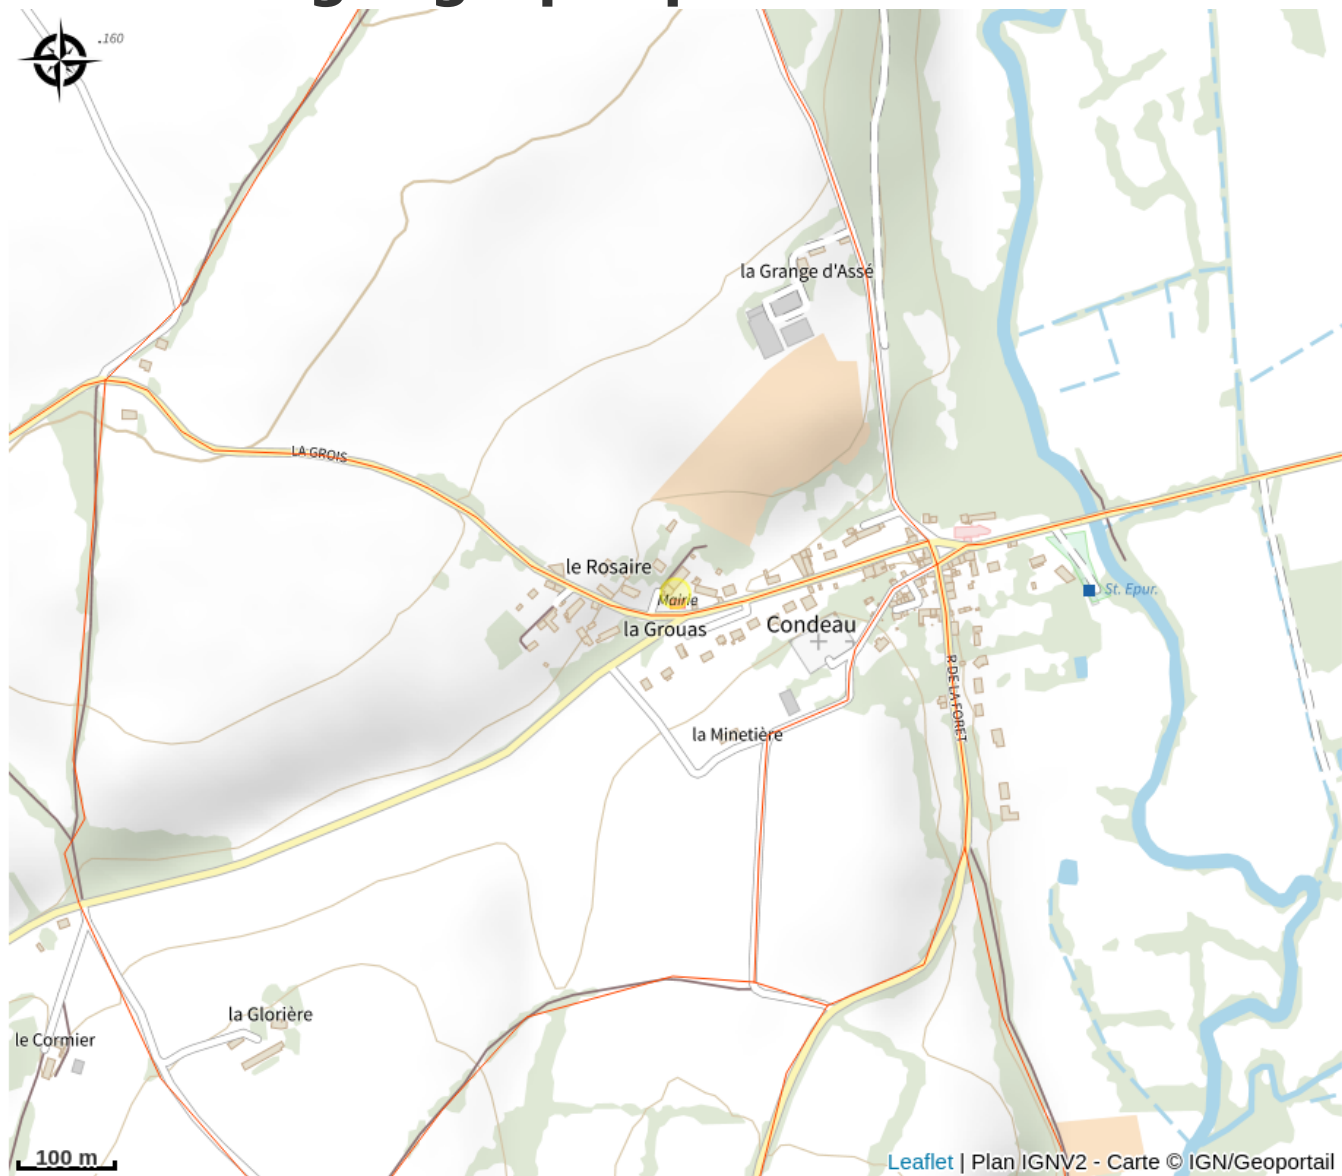 .160
la Grange d'Assé
LA GROIS
le Rosaire
Mairie
la Grouas
Condeau
St. Epur.
R DE LA FORET
la Minetière
la Glorière
le Cormier
100 m
Leaflet | Plan IGNV2 - Carte © IGN/Geoportail